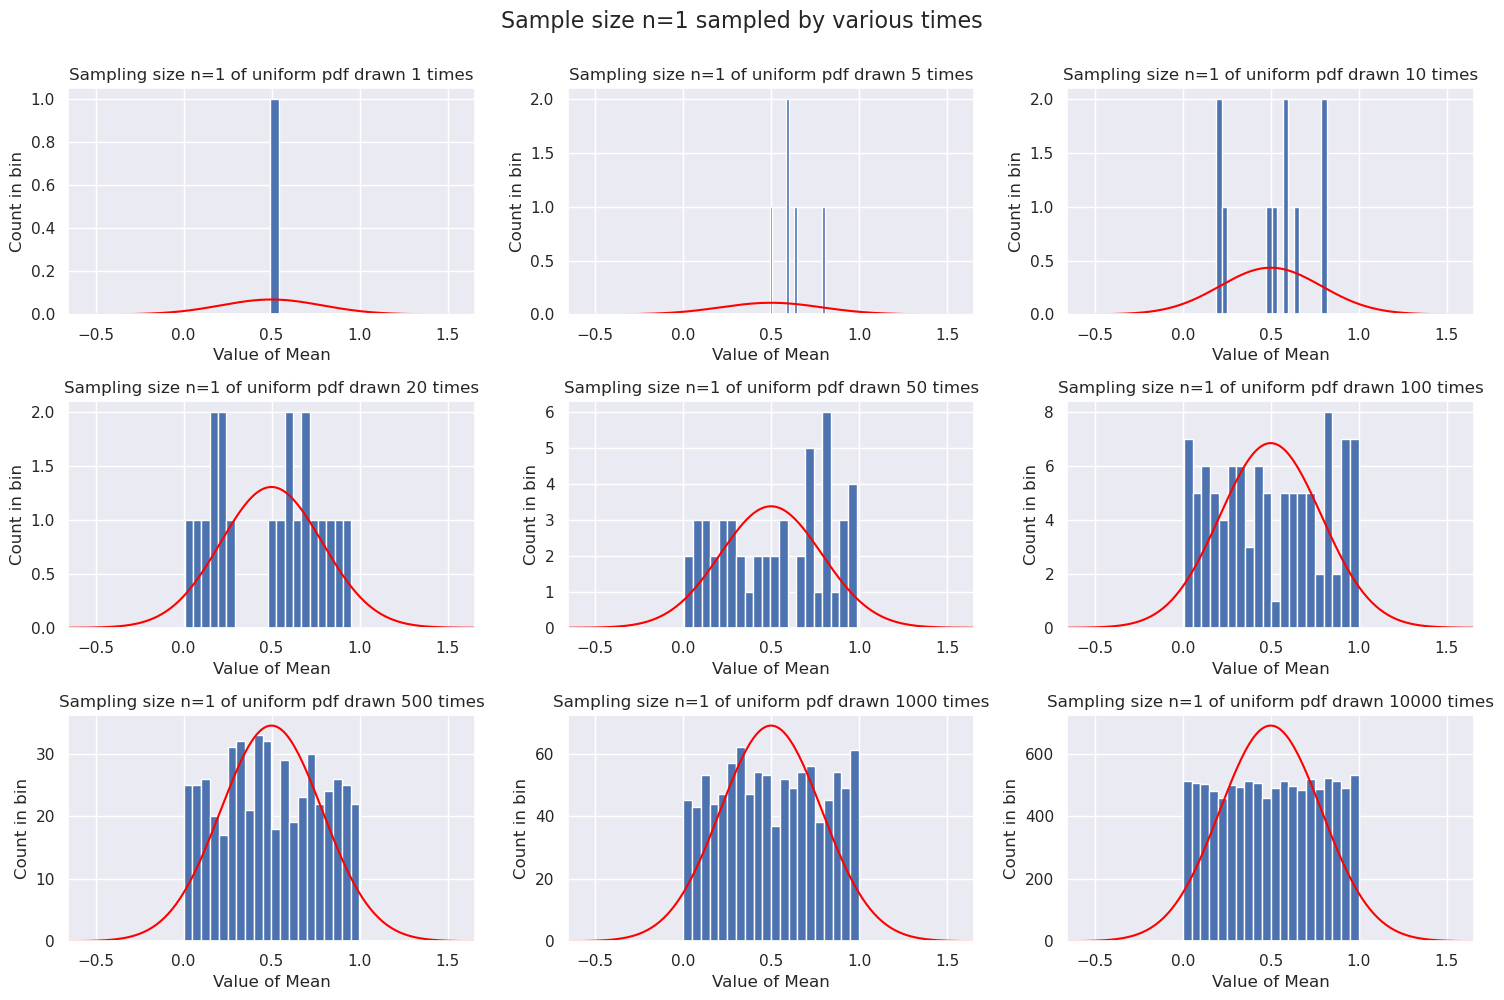 Sample size n=1 sampled by various times
Sampling size n=1 of uniform pdf drawn 1 times
1.0
0.8
0.6
0.4
0.2
0.0
Count in bin
−0.5 0.0 0.5 1.0 1.5
Value of Mean
Sampling size n=1 of uniform pdf drawn 5 times
2.0
1.5
1.0
0.5
0.0
Count in bin
−0.5 0.0 0.5 1.0 1.5
Value of Mean
Sampling size n=1 of uniform pdf drawn 10 times
2.0
1.5
1.0
0.5
0.0
Count in bin
−0.5 0.0 0.5 1.0 1.5
Value of Mean
Sampling size n=1 of uniform pdf drawn 20 times
2.0
1.5
1.0
0.5
0.0
Count in bin
−0.5 0.0 0.5 1.0 1.5
Value of Mean
Sampling size n=1 of uniform pdf drawn 50 times
6
5
4
3
2
1
0
Count in bin
−0.5 0.0 0.5 1.0 1.5
Value of Mean
Sampling size n=1 of uniform pdf drawn 100 times
8
6
4
2
0
Count in bin
−0.5 0.0 0.5 1.0 1.5
Value of Mean
Sampling size n=1 of uniform pdf drawn 500 times
30
20
10
0
Count in bin
−0.5 0.0 0.5 1.0 1.5
Value of Mean
Sampling size n=1 of uniform pdf drawn 1000 times
60
40
20
0
Count in bin
−0.5 0.0 0.5 1.0 1.5
Value of Mean
Sampling size n=1 of uniform pdf drawn 10000 times
600
400
200
0
Count in bin
−0.5 0.0 0.5 1.0 1.5
Value of Mean